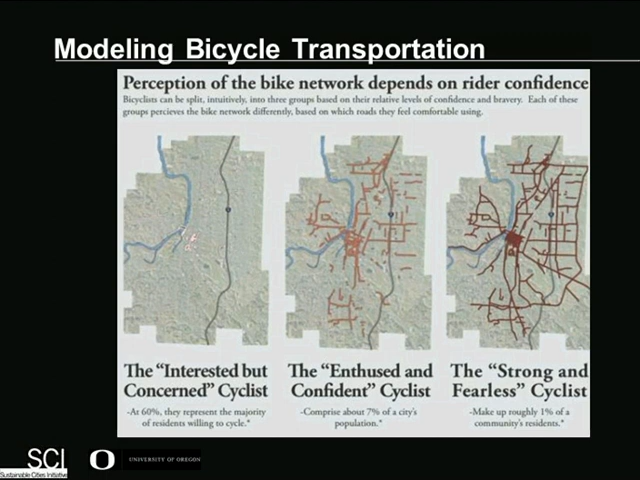 Modeling Bicycle Transportation
Perception of the bike network depends on rider confidence
Bicyclists can be split, intuitively, into three groups based on their relative levels of confidence and bravery. Each of these
groups percieves the bike network differently, based on which roads they feel comfortable using.
The "Interested but
Concerned" Cyclist
-At 60%, they represent the majority
of residents willing to cycle.*
The "Enthused and
Confident" Cyclist
-Comprise about 7% of a city's
population.*
The "Strong and
Fearless" Cyclist
-Make up roughly 1% of a
community's residents.*
SCI
Sustainable Cities Initiative
O
UNIVERSITY OF OREGON